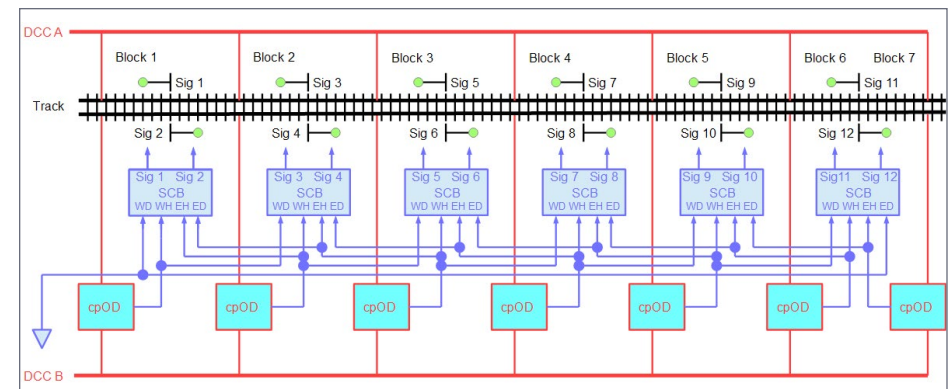 DCC A
Block 1 Block 2 Block 3 Block 4 Block 5 Block 6 Block 7
Sig 1 Sig 3 Sig 5 Sig 7 Sig 9 Sig 11
Track
Sig 2 Sig 4 Sig 6 Sig 8 Sig 10 Sig 12
Sig 1 Sig 2 Sig 3 Sig 4 Sig 5 Sig 6 Sig 7 Sig 8 Sig 9 Sig 10 Sig11 Sig 12
SCB SCB SCB SCB SCB SCB
WD WH EH ED WD WH EH ED WD WH EH ED WD WH EH ED WD WH EH ED WD WH EH ED
cpOD cpOD cpOD cpOD cpOD cpOD cpOD
DCC B